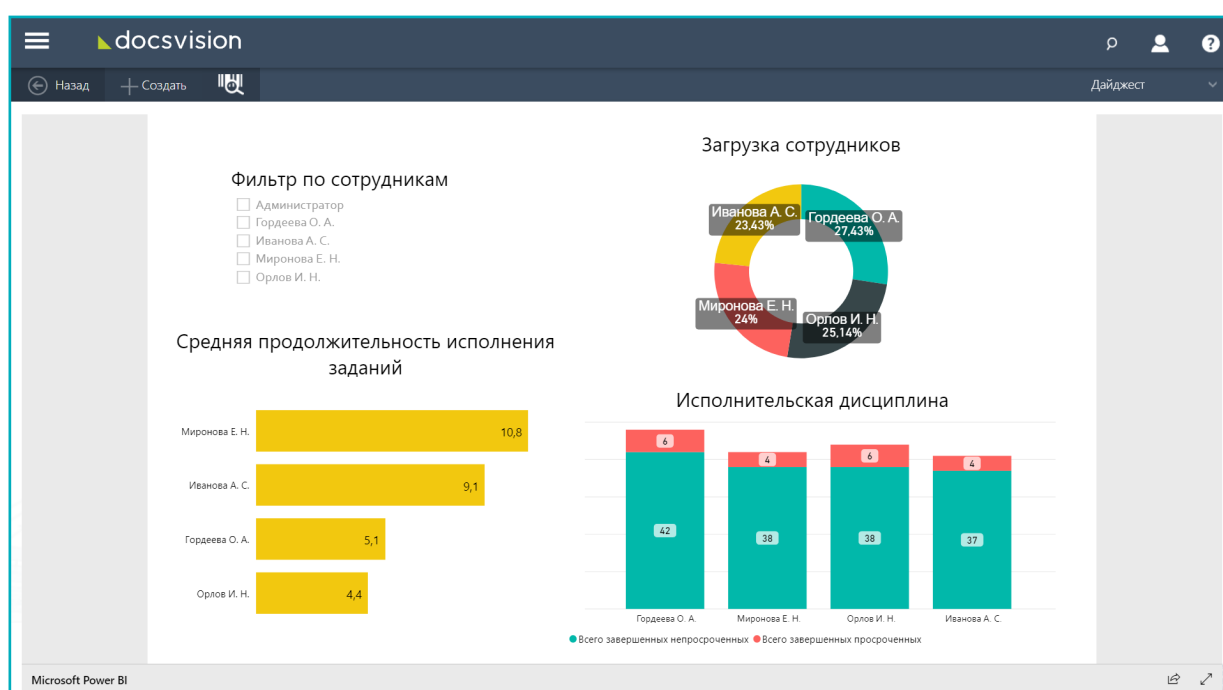 docsvision
Назад
Создать
Дайджест
Фильтр по сотрудникам
Администратор
Гордеева О. А.
Иванова А. С.
Миронова Е. Н.
Орлов И. Н.
Загрузка сотрудников
Иванова А. С.
23,43%
Гордеева О. А.
27,43%
Миронова Е. Н.
24%
Орлов И. Н.
25,14%
Средняя продолжительность исполнения
заданий
Миронова Е. Н.
10,8
Иванова А. С.
9,1
Гордеева О. А.
5,1
Орлов И. Н.
4,4
Исполнительская дисциплина
6
4
6
4
42
38
38
37
Гордеева О. А.
Миронова Е. Н.
Орлов И. Н.
Иванова А. С.
Всего завершенных непросроченных
Всего завершенных просроченных
Microsoft Power BI